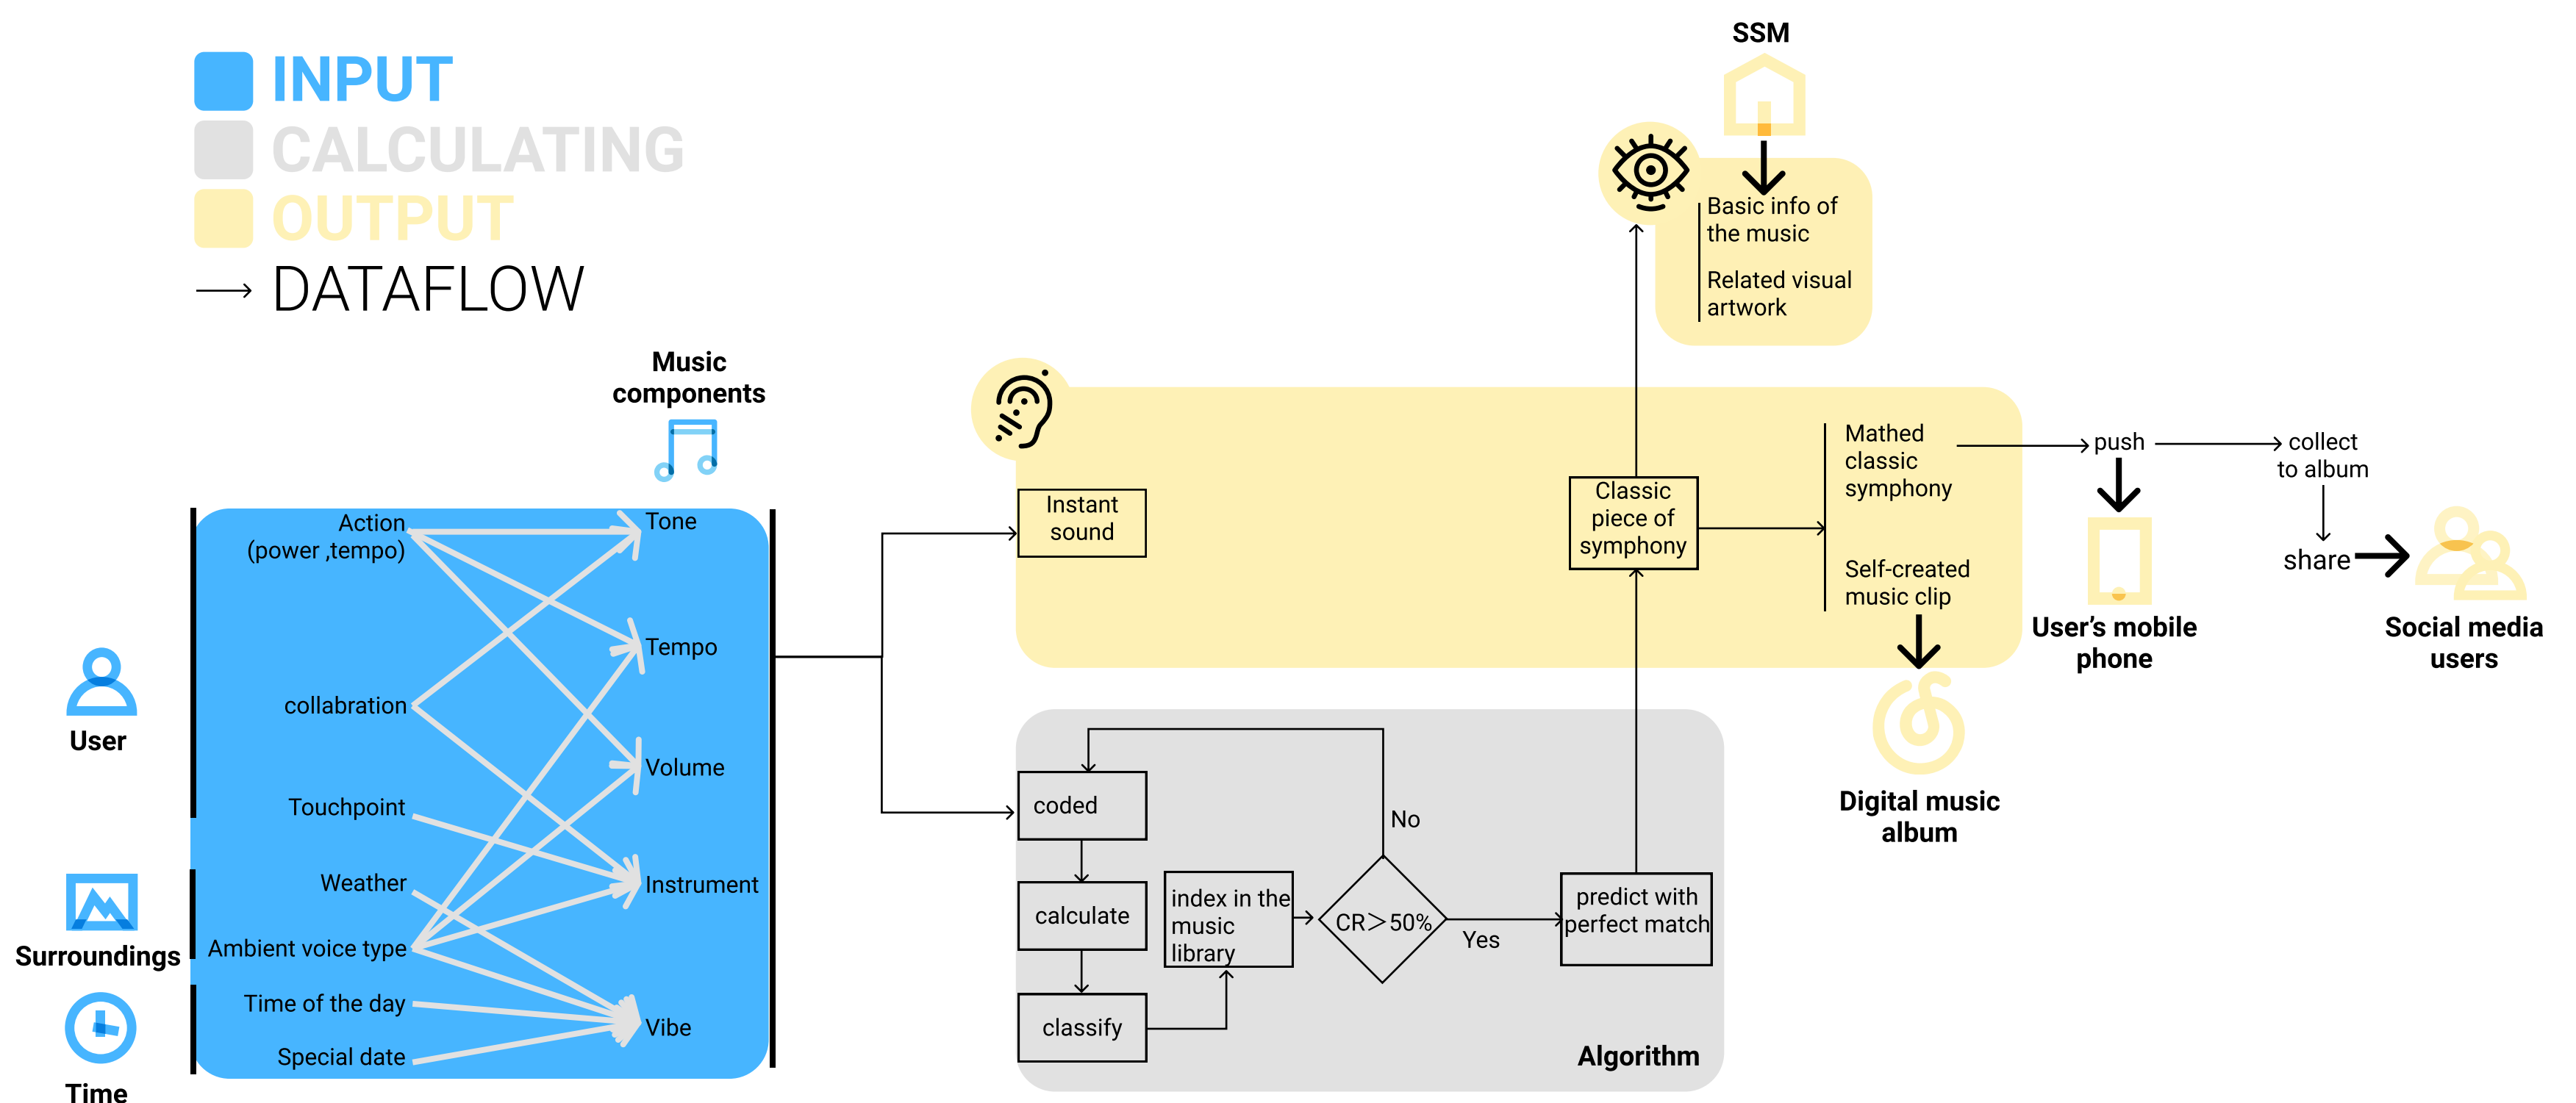 INPUT
CALCULATING
OUTPUT
DATAFLOW
Music
components
User
Surroundings
Time
Action
(power ,tempo)
collabration
Touchpoint
Weather
Ambient voice type
Time of the day
Special date
Tone
Tempo
Volume
Instrument
Vibe
Instant
sound
coded
calculate
classify
index in the
music
library
CR＞50%
No
Yes
predict with
perfect match
Algorithm
Classic
piece of
symphony
SSM
Basic info of
the music
Related visual
artwork
Mathed
classic
symphony
Self-created
music clip
Digital music
album
push
User’s mobile
phone
collect
to album
share
Social media
users